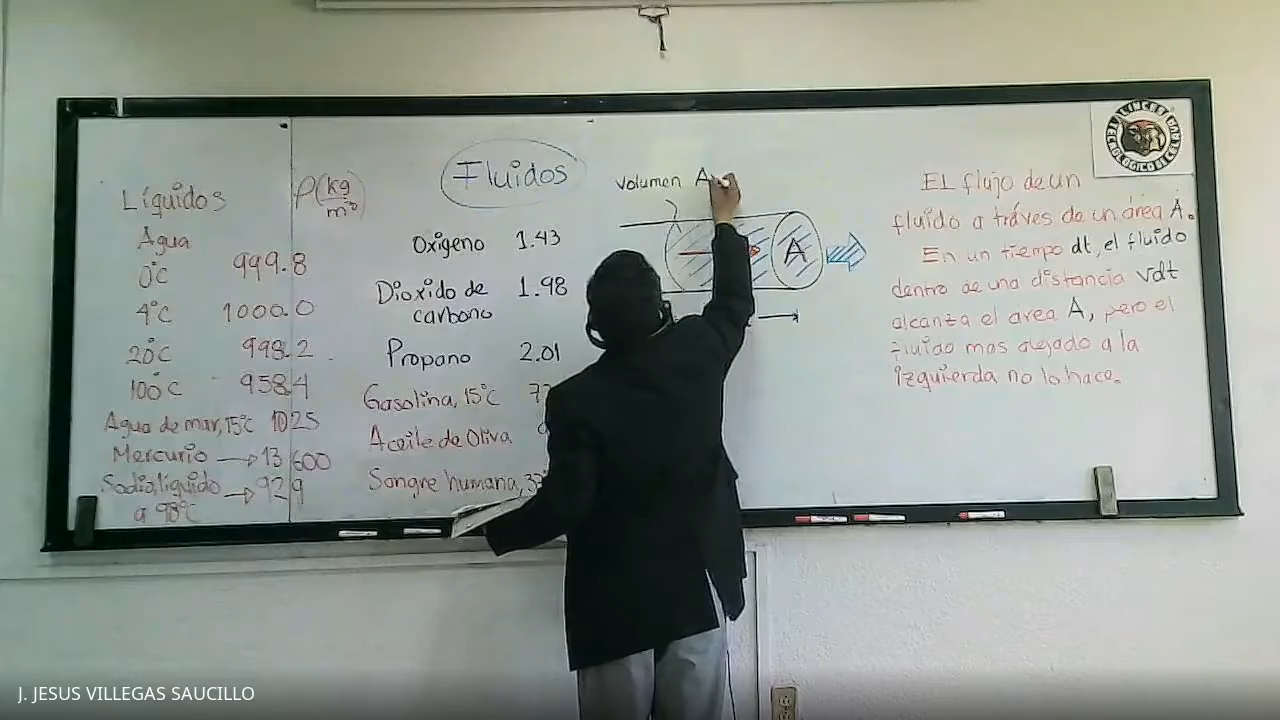 Líquidos ρ(kg/m³)
Agua
0°C 999.8
4°C 1000.0
20°C 998.2
100°C 958.4
Agua de mar, 15°C 1025
Mercurio → 13 600
Sodio, líquido → 929
a 98°C
Fluidos
Oxigeno 1.43
Dioxido de 1.98
carbono
Propano 2.01
Gasolina, 15°C
Aceite de Oliva
Sangre humana,
Volumen A
A
EL flujo de un
fluido a tráves de un área A.
En un tiempo dt, el fluido
dentro de una distancia vdt
alcanza el area A, pero el
fluido mas alejado a la
izquierda no lo hace.
J. JESUS VILLEGAS SAUCILLO